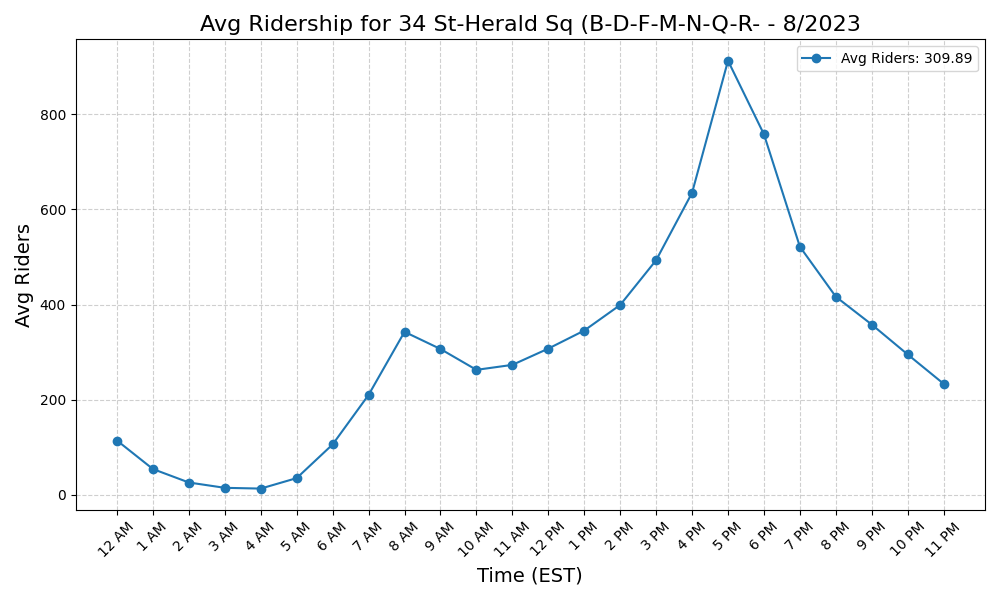 Avg Ridership for 34 St-Herald Sq (B-D-F-M-N-Q-R- - 8/2023
Avg Riders: 309.89
Avg Riders
800
600
400
200
0
12 AM
1 AM
2 AM
3 AM
4 AM
5 AM
6 AM
7 AM
8 AM
9 AM
10 AM
11 AM
12 PM
1 PM
2 PM
3 PM
4 PM
5 PM
6 PM
7 PM
8 PM
9 PM
10 PM
11 PM
Time (EST)